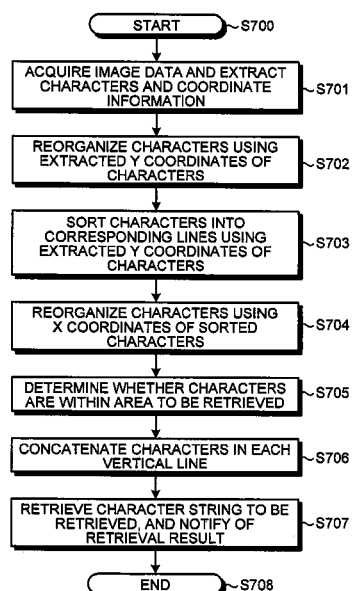 START
S700
ACQUIRE IMAGE DATA AND EXTRACT
CHARACTERS AND COORDINATE
INFORMATION
S701
REORGANIZE CHARACTERS USING
EXTRACTED Y COORDINATES OF
CHARACTERS
S702
SORT CHARACTERS INTO
CORRESPONDING LINES USING
EXTRACTED Y COORDINATES OF
CHARACTERS
S703
REORGANIZE CHARACTERS USING
X COORDINATES OF SORTED
CHARACTERS
S704
DETERMINE WHETHER CHARACTERS
ARE WITHIN AREA TO BE RETRIEVED
S705
CONCATENATE CHARACTERS IN EACH
VERTICAL LINE
S706
RETRIEVE CHARACTER STRING TO BE
RETRIEVED, AND NOTIFY OF
RETRIEVAL RESULT
S707
END
S708